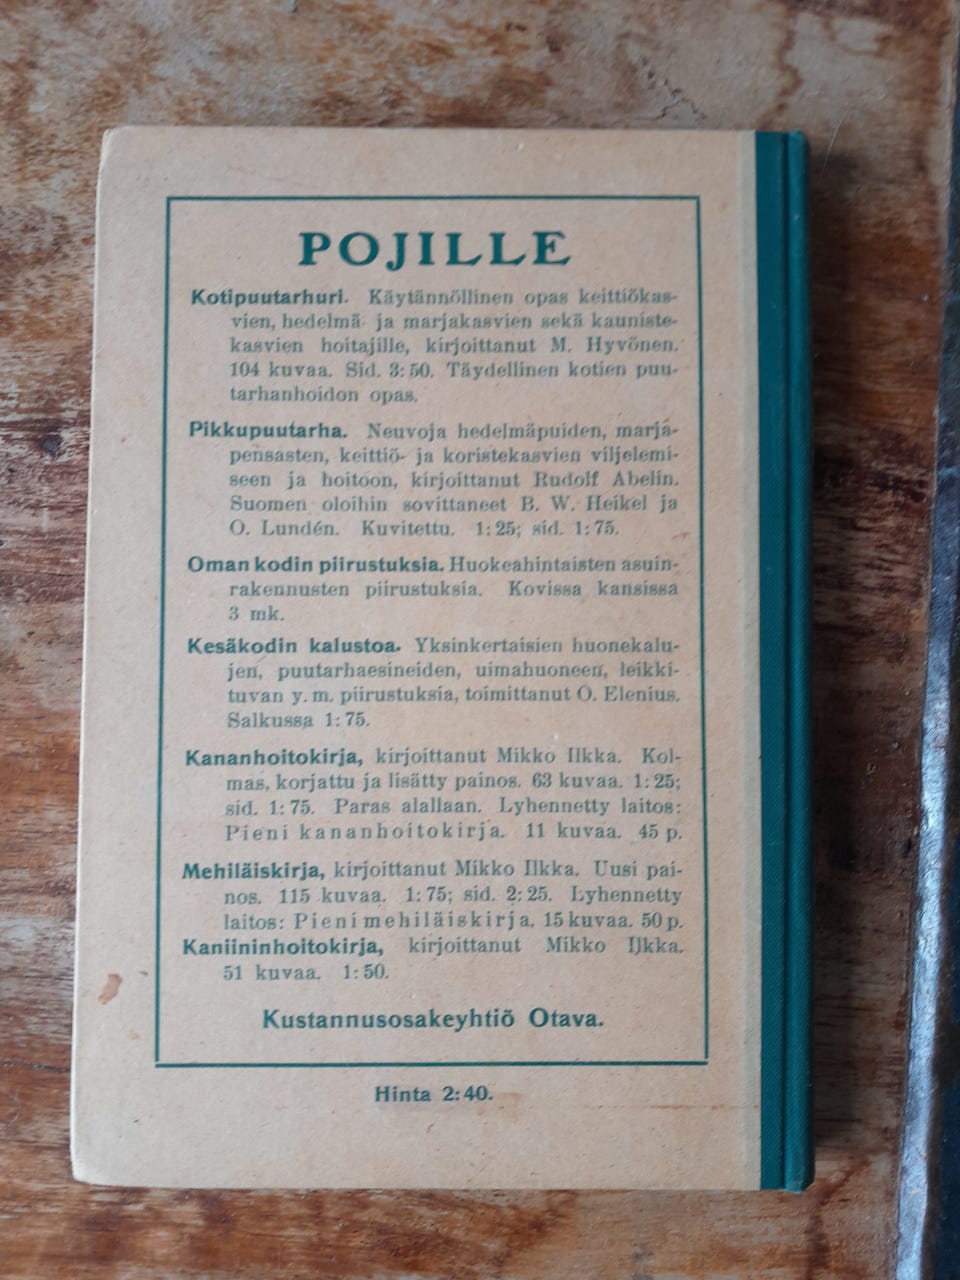 POJILLE
Kotipuutarhuri. Käytännöllinen opas keittiökas-
vien, hedelmä- ja marjakasvien sekä kauniste-
kasvien hoitajille, kirjoittanut M. Hyvönen.
104 kuvaa. Sid. 3:50. Täydellinen kotien puu-
tarhanhoidon opas.
Pikkupuutarha. Neuvoja hedelmäpuiden, marja-
pensasten, keittiö- ja koristekasvien viljelemi-
seen ja hoitoon, kirjoittanut Rudolf Abelin.
Suomen oloihin sovittaneet B. W. Heikel ja
O. Lundén. Kuvitettu. 1:25; sid. 1:75.
Oman kodin piirustuksia. Huokeahintaisten asuin-
rakennusten piirustuksia. Kovissa kansissa
3 mk.
Kesäkodin kalustoa. Yksinkertaisien huonekalu-
jen, puutarhaesineiden, uimahuoneen, leikki-
tuvan y. m. piirustuksia, toimittanut O. Elenius.
Salkussa 1:75.
Kananhoitokirja, kirjoittanut Mikko Ilkka. Kol-
mas, korjattu ja lisätty painos. 63 kuvaa. 1:25;
sid. 1:75. Paras alallaan. Lyhennetty laitos:
Pieni kananhoitokirja. 11 kuvaa. 45 p.
Mehiläiskirja, kirjoittanut Mikko Ilkka. Uusi pai-
nos. 115 kuvaa. 1:75; sid. 2:25. Lyhennetty
laitos: Pieni mehiläiskirja. 15 kuvaa. 50 p.
Kaniininhoitokirja, kirjoittanut Mikko Ilkka.
51 kuvaa. 1:50.
Kustannusosakeyhtiö Otava.
Hinta 2:40.